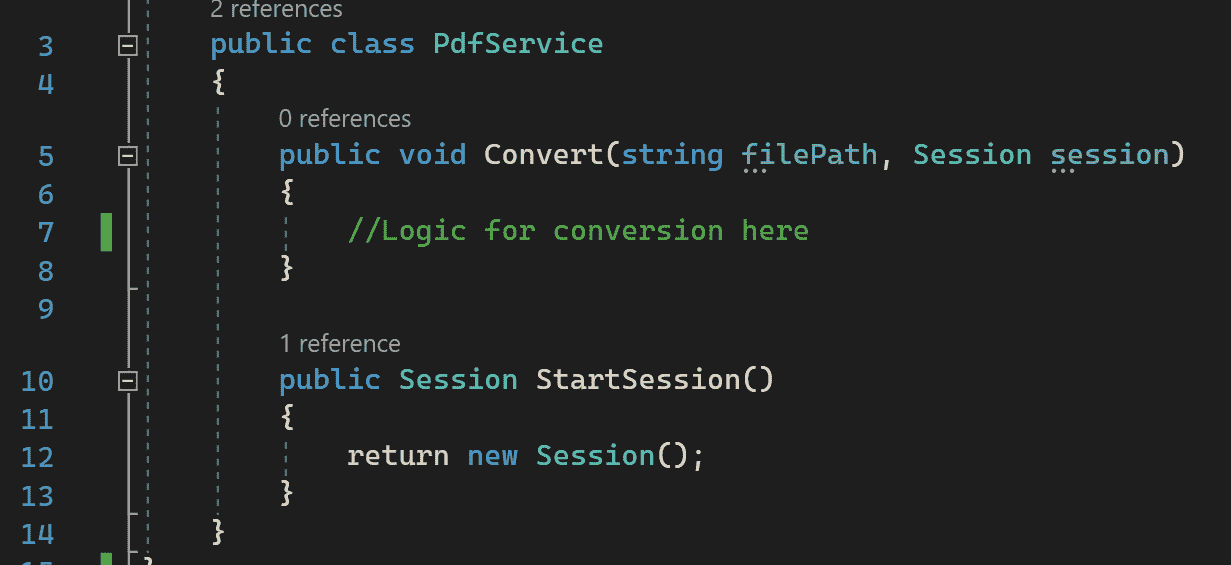 2 references
3 public class PdfService
4 {
0 references
5 public void Convert(string filePath, Session session)
6 {
7 //Logic for conversion here
8 }
9
1 reference
10 public Session StartSession()
11 {
12 return new Session();
13 }
14 }
}